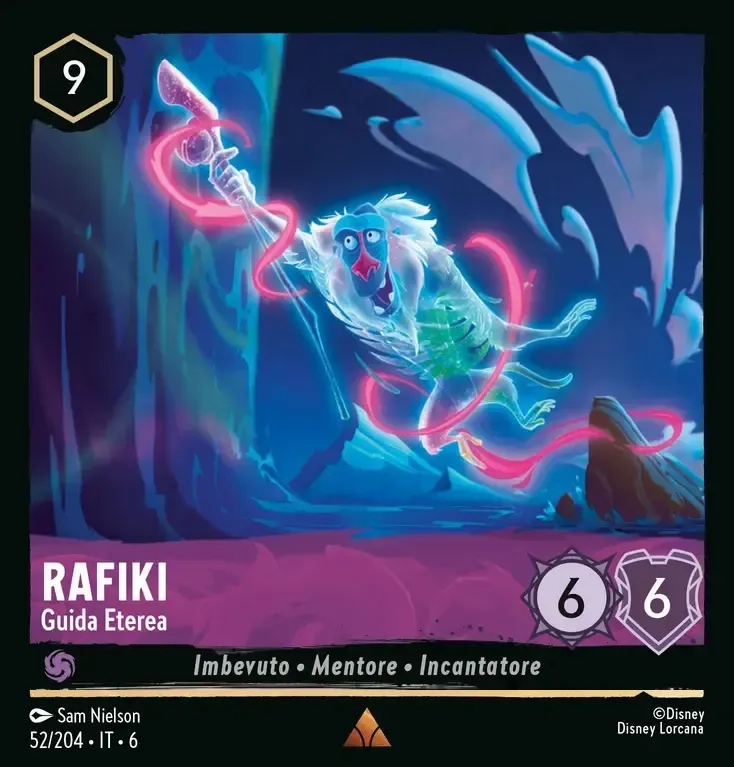 9
RAFIKI
Guida Eterea
6
6
Imbevuto • Mentore • Incantatore
Sam Nielson
©Disney
52/204 • IT • 6
Disney Lorcana